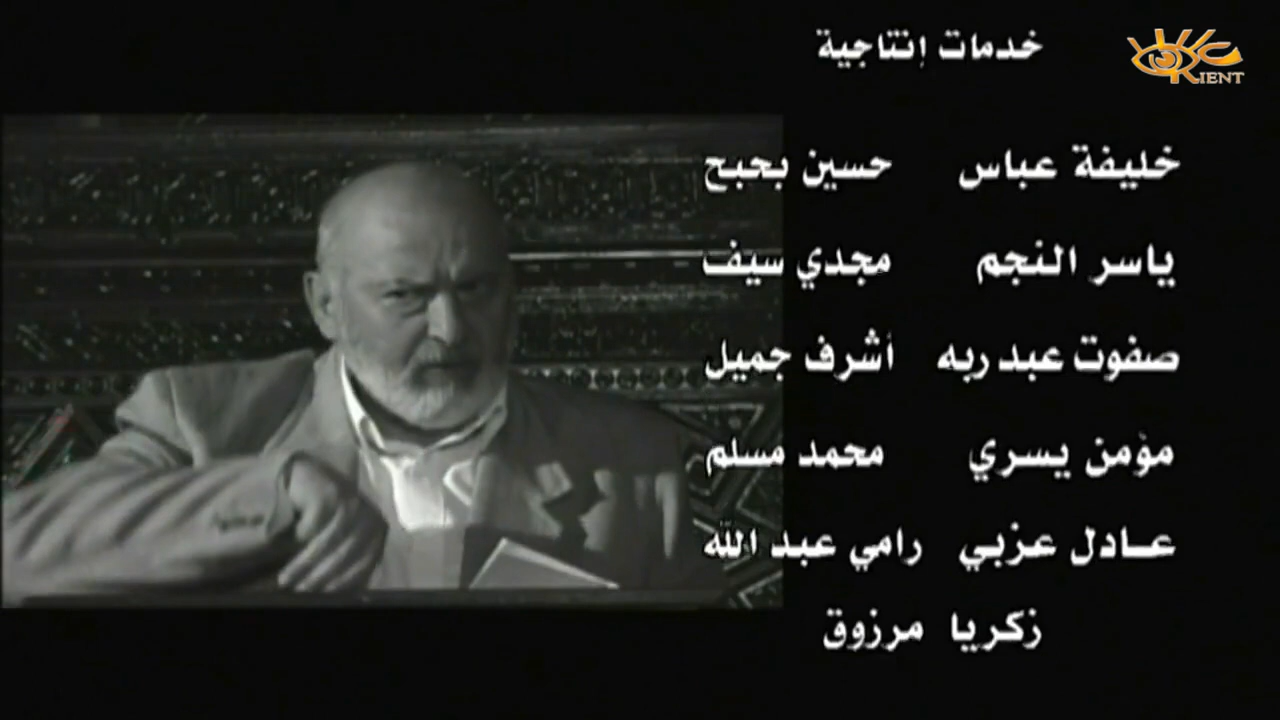 خدمات إنتاجية
ORIENT
خليفة عباس حسين بحبح
ياسر النجم مجدي سيف
صفوت عبد ربه أشرف جميل
مؤمن يسري محمد مسلم
عادل عزبي رامي عبد الله
زكريا مرزوق